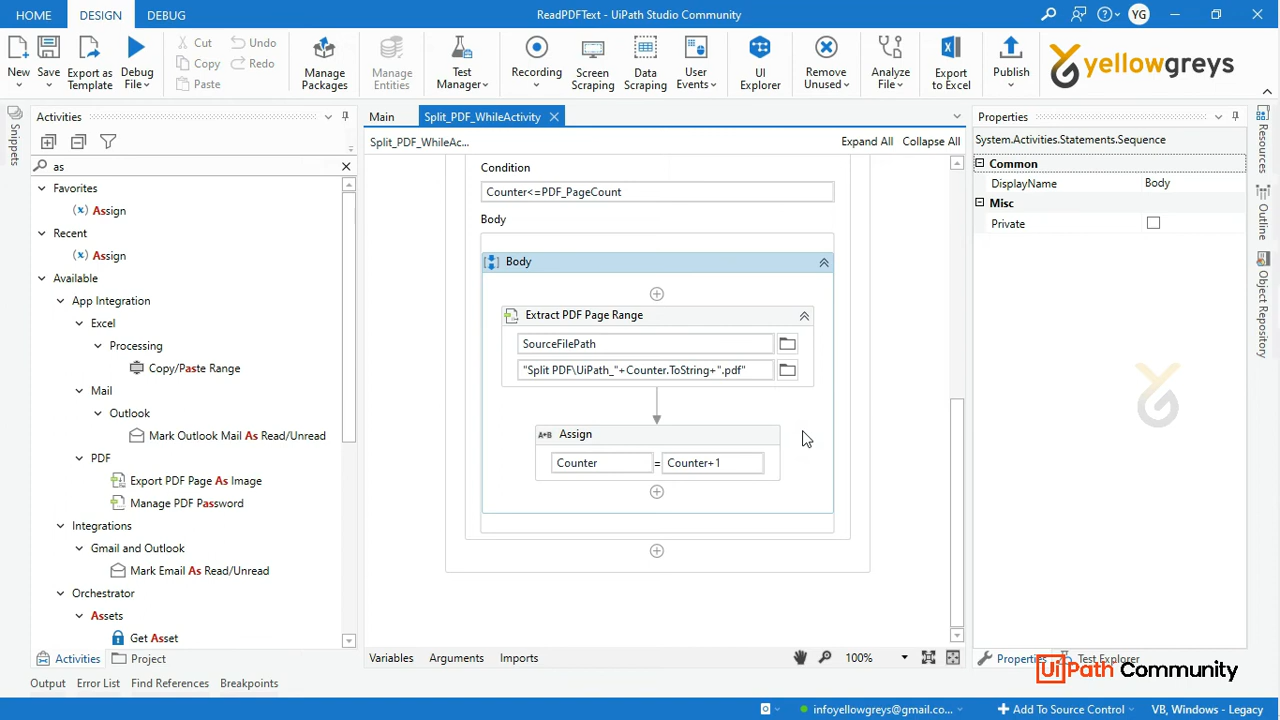 HOME DESIGN DEBUG ReadPDFText - UiPath Studio Community YG
New Save Export as Template Debug File Cut Copy Paste Undo Redo Manage Packages Manage Entities Test Manager Recording Screen Scraping Data Scraping User Events UI Explorer Remove Unused Analyze File Export to Excel Publish yellowgreys
Snippets
Activities
as
Favorites
Assign
Recent
Assign
Available
App Integration
Excel
Processing
Copy/Paste Range
Mail
Outlook
Mark Outlook Mail As Read/Unread
PDF
Export PDF Page As Image
Manage PDF Password
Integrations
Gmail and Outlook
Mark Email As Read/Unread
Orchestrator
Assets
Get Asset
Activities Project
Main Split_PDF_WhileActivity
Split_PDF_WhileAc... Expand All Collapse All
Condition
Counter<=PDF_PageCount
Body
Body
Extract PDF Page Range
SourceFilePath
"Split PDF\UiPath_"+Counter.ToString+".pdf"
A+B Assign
Counter = Counter+1
Variables Arguments Imports 100%
Properties
System.Activities.Statements.Sequence
Common
DisplayName Body
Misc
Private
Properties Test Explorer
UiPath Community
Resources
Outline
Object Repository
Output Error List Find References Breakpoints
infoyellowgreys@gmail.co... Add To Source Control VB, Windows - Legacy